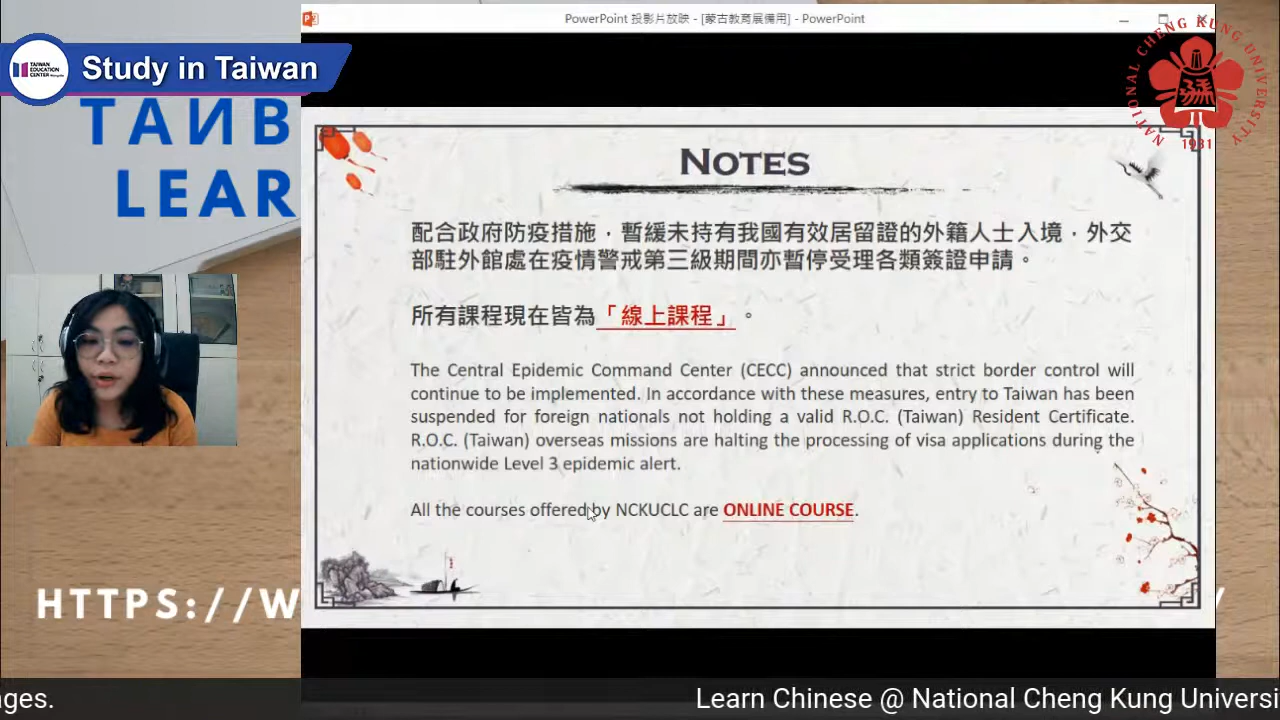 PowerPoint 投影片放映 - [蒙古教育展備用] - PowerPoint
TAIWAN
EDUCATION
CENTER
Study in Taiwan
NATIONAL CHENG KUNG UNIVERSITY
1931
ТАЙВ
LEAR
NOTES
配合政府防疫措施，暫緩未持有我國有效居留證的外籍人士入境，外交
部駐外館處在疫情警戒第三級期間亦暫停受理各類簽證申請。
所有課程現在皆為「線上課程」。
The Central Epidemic Command Center (CECC) announced that strict border control will
continue to be implemented. In accordance with these measures, entry to Taiwan has been
suspended for foreign nationals not holding a valid R.O.C. (Taiwan) Resident Certificate.
R.O.C. (Taiwan) overseas missions are halting the processing of visa applications during the
nationwide Level 3 epidemic alert.
All the courses offered by NCKUCLC are ONLINE COURSE.
HTTPS://W
ges.
Learn Chinese @ National Cheng Kung Universi